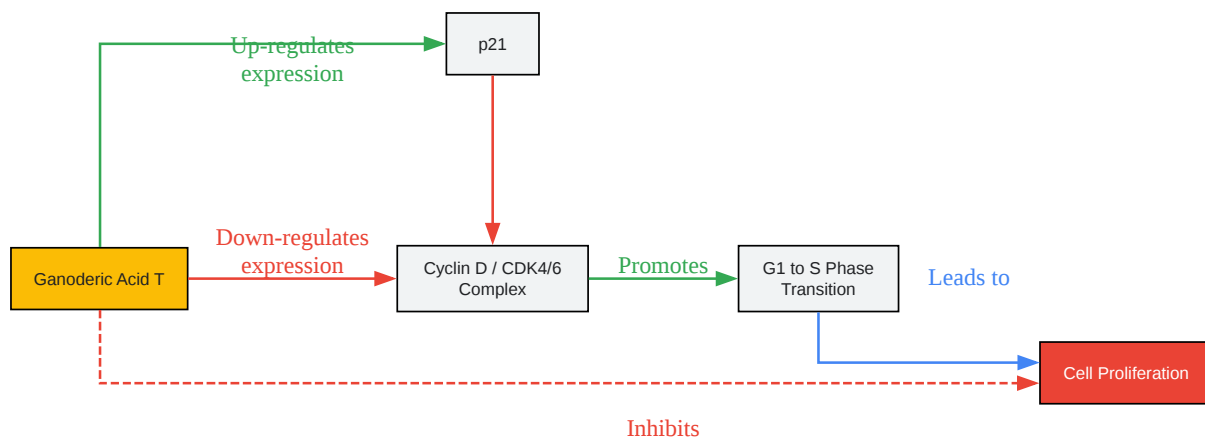 Up-regulates
expression
p21
Down-regulates
expression
Ganoderic Acid T
Cyclin D / CDK4/6
Complex
Promotes
G1 to S Phase
Transition
Leads to
Cell Proliferation
Inhibits